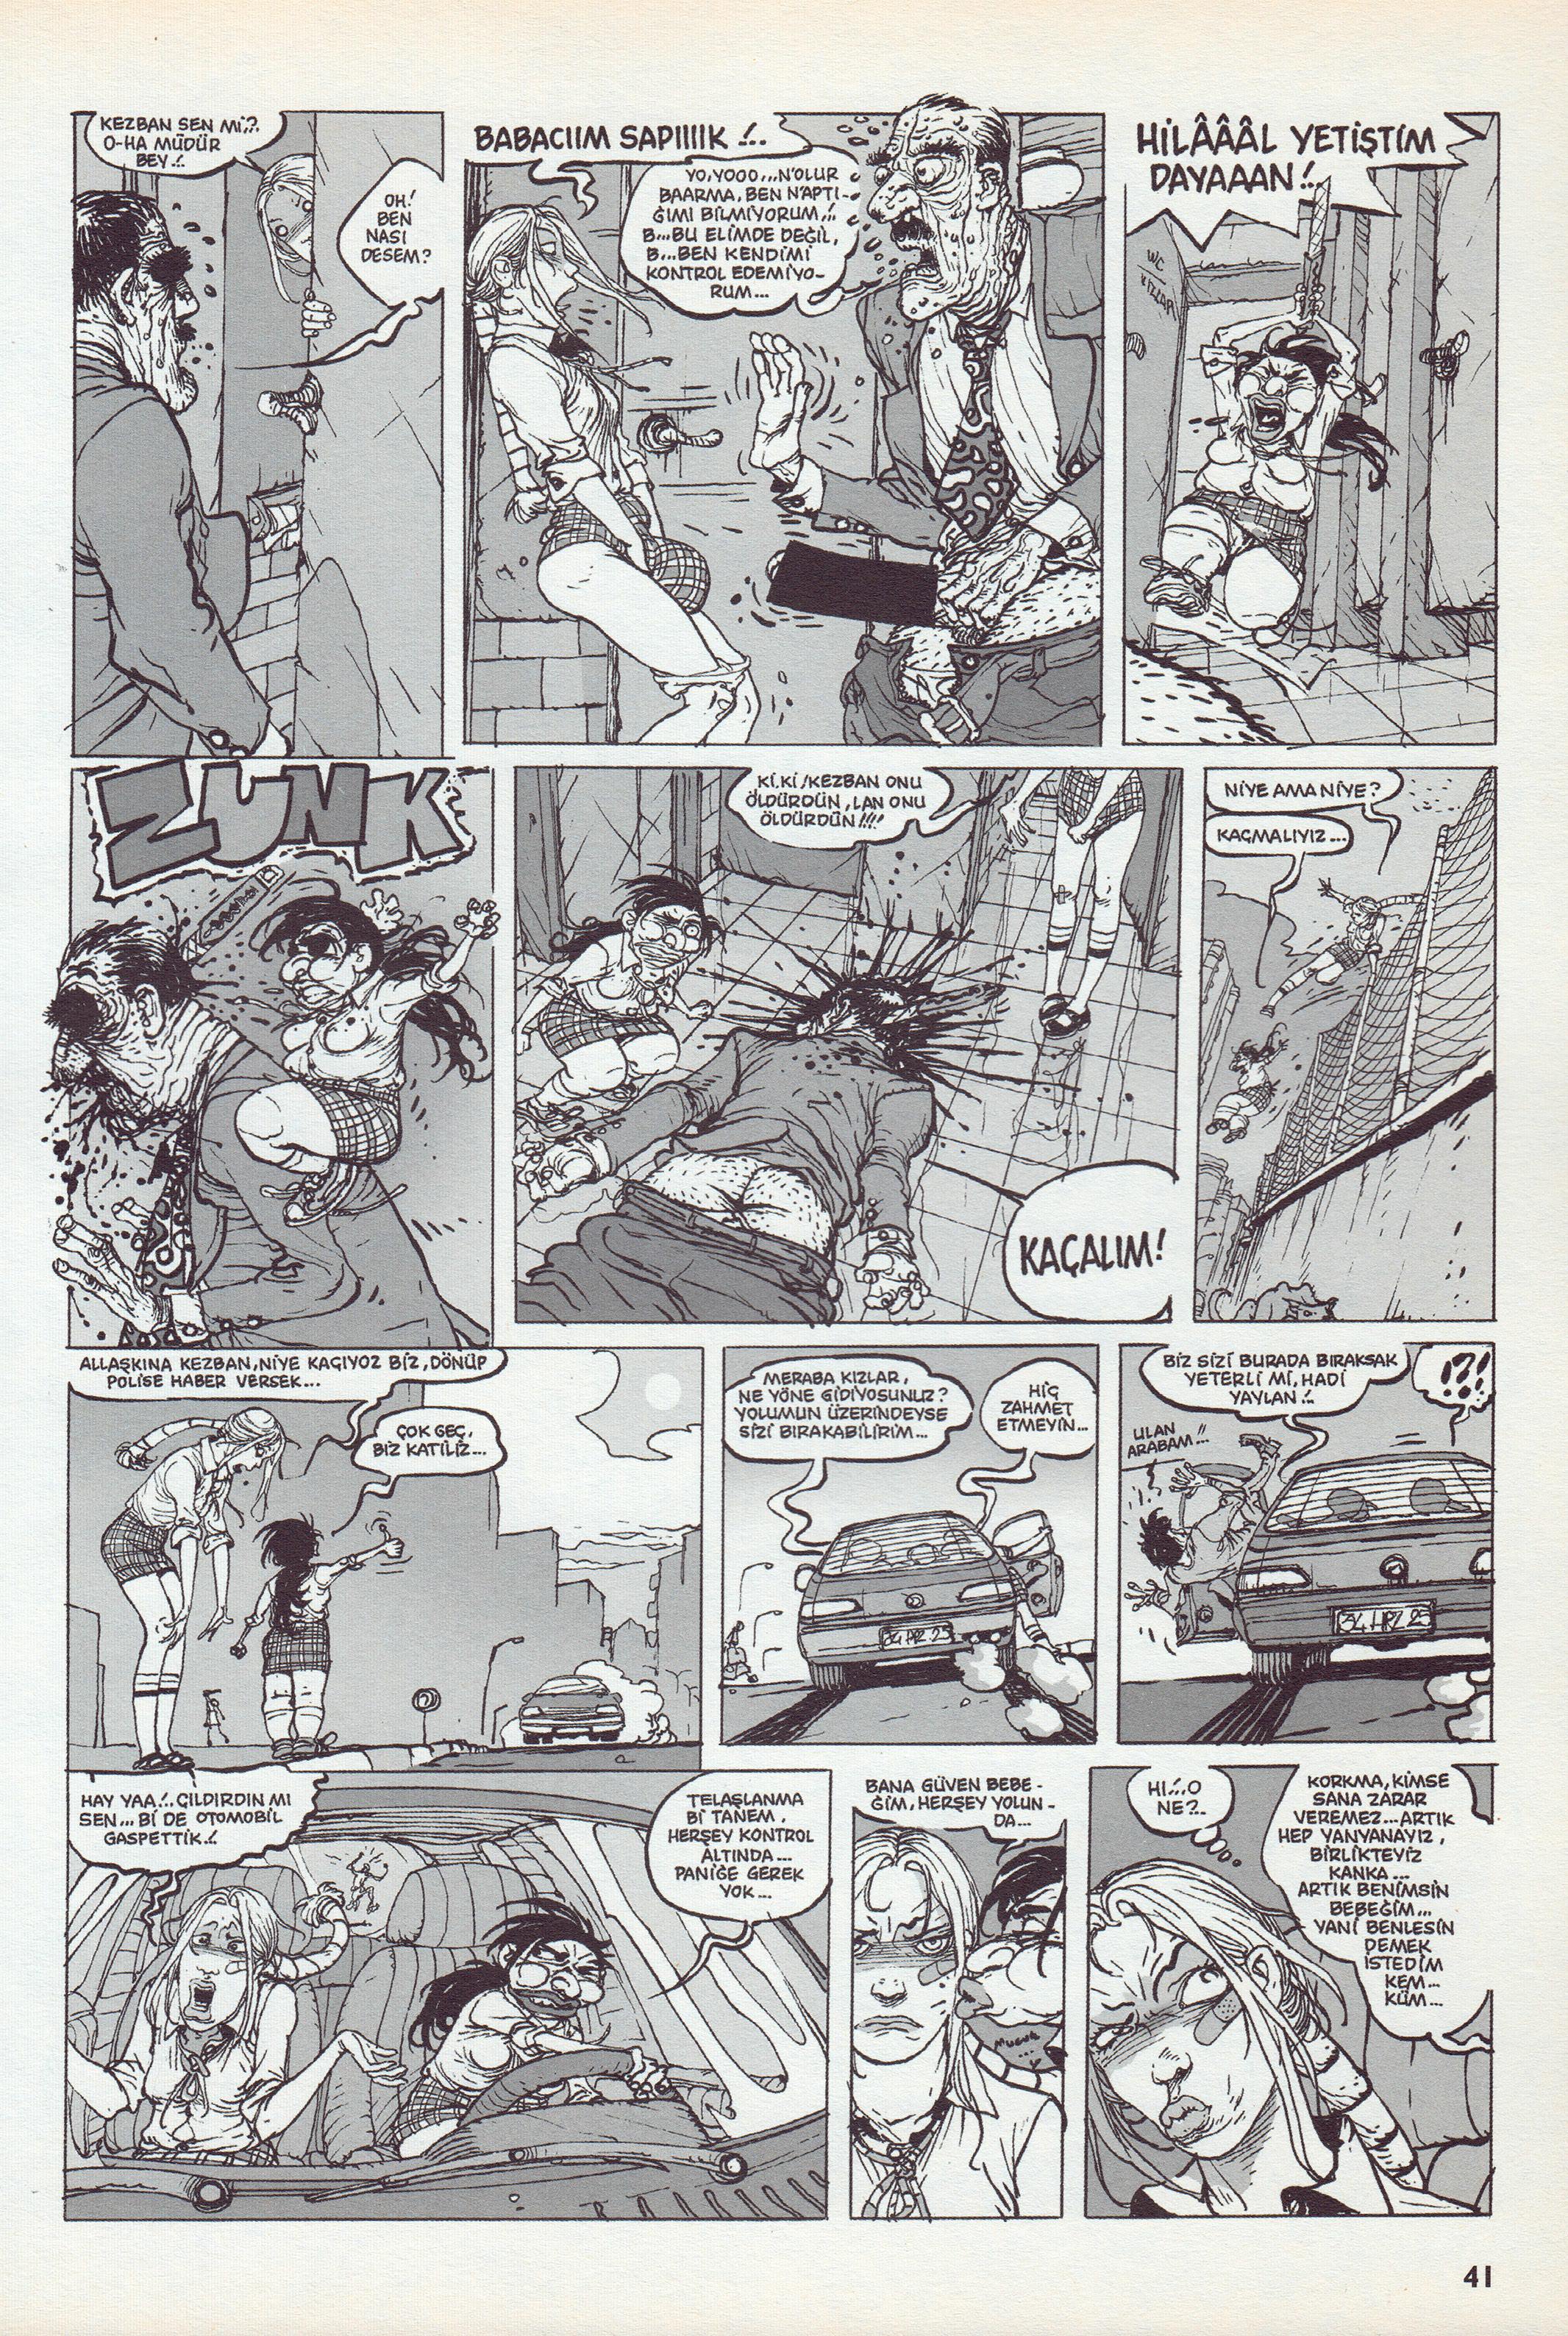 KEZBAN SEN Mİ?.
O-HA MÜDÜR
BEY.!.
OH!
BEN
NASI
DESEM?
BABACIIM SAPIIIIK !..
YO, YOOO...N'OLUR
BAARMA, BEN N'APTI-
ĞIMI BİLMİYORUM.!.
B...BU ELİMDE DEĞİL,
B...BEN KENDİMİ
KONTROL EDEMİYO-
RUM...
HİLÂÂÂL YETİŞTİM
DAYAAAN!..
WC
KIZLAR
ZUNK
Kİ.Kİ/KEZBAN ONU
ÖLDÜRDÜN, LAN ONU
ÖLDÜRDÜN!!!
KAÇALIM!
NİYE AMA NİYE?
KAÇMALIYIZ...
ALLAŞKINA KEZBAN, NİYE KAÇIYOZ BİZ, DÖNÜP
POLİSE HABER VERSEK...
ÇOK GEÇ,
BİZ KATİLİZ...
MERABA KIZLAR,
NE YÖNE GİDİYOSUNUZ?
YOLUMUN ÜZERİNDEYSE
SİZİ BIRAKABİLİRİM...
HİÇ
ZAHMET
ETMEYİN...
BİZ SİZİ BURADA BIRAKSAK
YETERLİ Mİ, HADİ
YAYLAN!.
!?!
ULAN
ARABAM!!
HAY YAA!. ÇILDIRDIN MI
SEN... Bİ DE OTOMOBİL
GASPETTİK.!
TELAŞLANMA
Bİ TANEM,
HERŞEY KONTROL
ALTINDA...
PANİĞE GEREK
YOK...
BANA GÜVEN BEBE-
ĞİM, HERŞEY YOLUN-
DA...
MUCUK
...
HI!..O
NE?.
KORKMA, KİMSE
SANA ZARAR
VEREMEZ...ARTIK
HEP YANYANAYIZ,
BİRLİKTEYİZ
KANKA...
ARTIK BENİMSİN
BEBEĞİM...
YANİ BENLESİN
DEMEK
İSTEDİM
KEM...
KÜM...
41